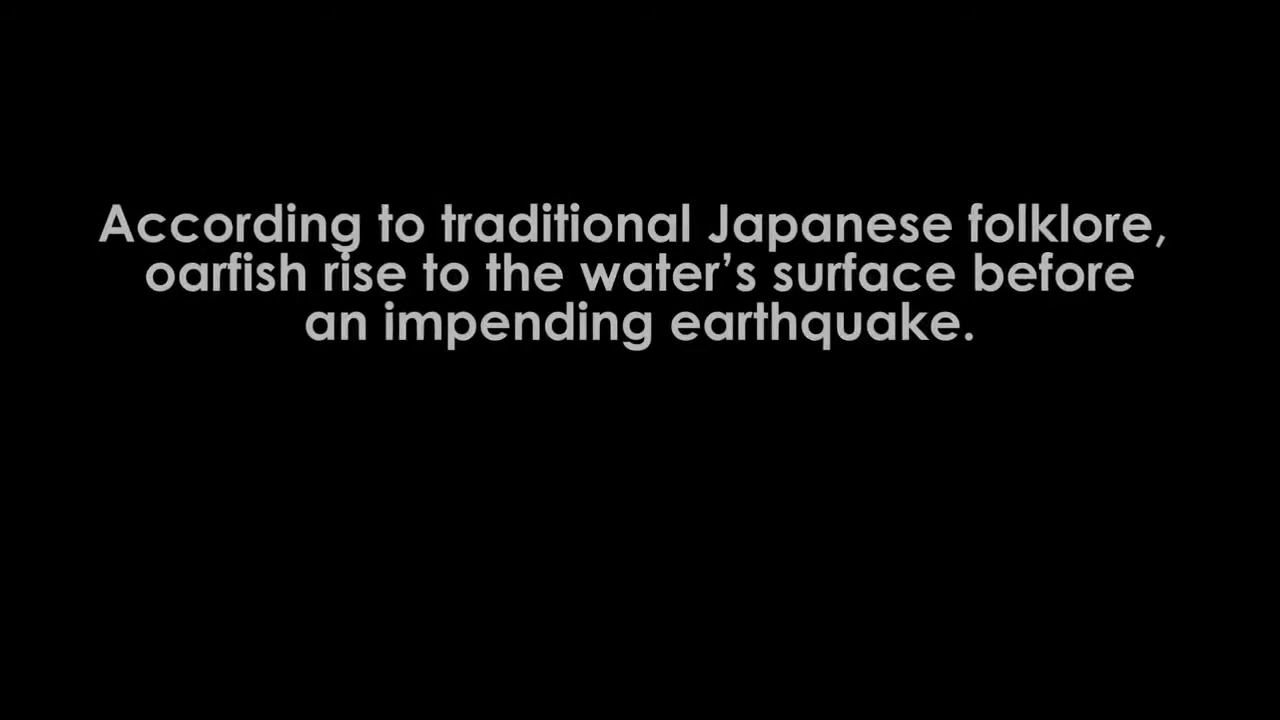 According to traditional Japanese folklore,
oarfish rise to the water’s surface before
an impending earthquake.